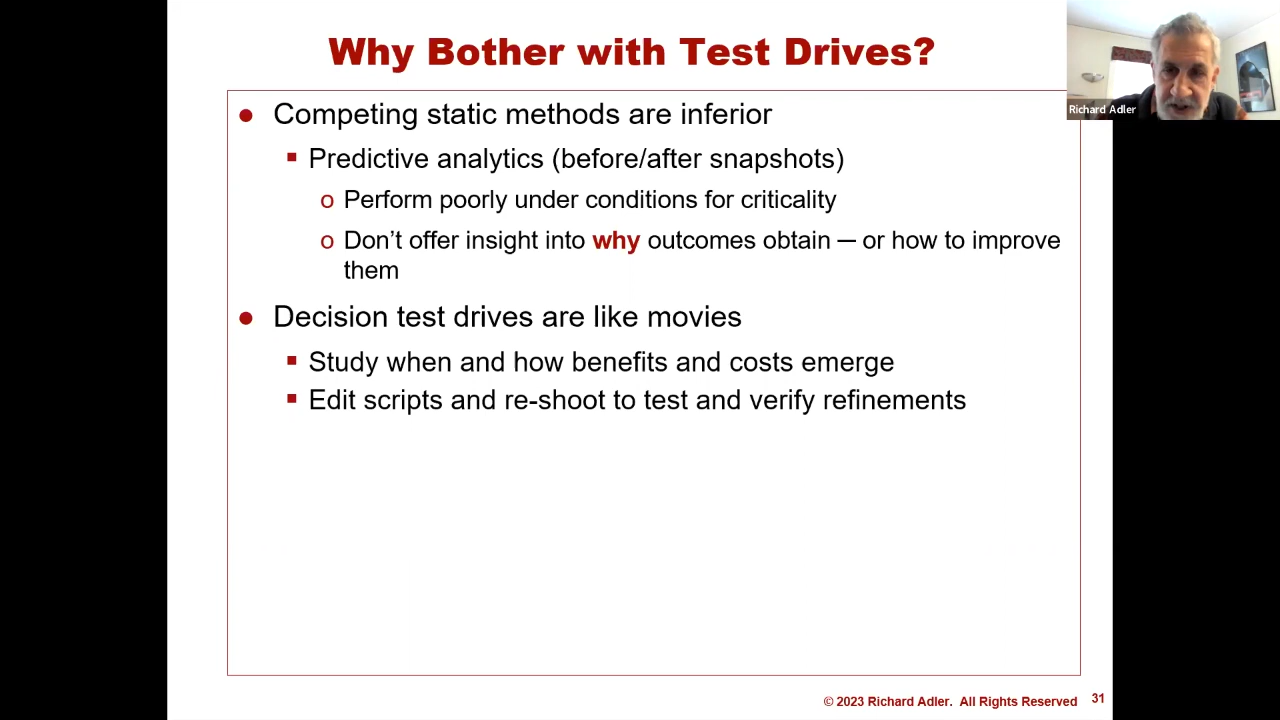 Why Bother with Test Drives?
Richard Adler
● Competing static methods are inferior
▪ Predictive analytics (before/after snapshots)
o Perform poorly under conditions for criticality
o Don’t offer insight into why outcomes obtain — or how to improve
them
● Decision test drives are like movies
▪ Study when and how benefits and costs emerge
▪ Edit scripts and re-shoot to test and verify refinements
© 2023 Richard Adler. All Rights Reserved 31